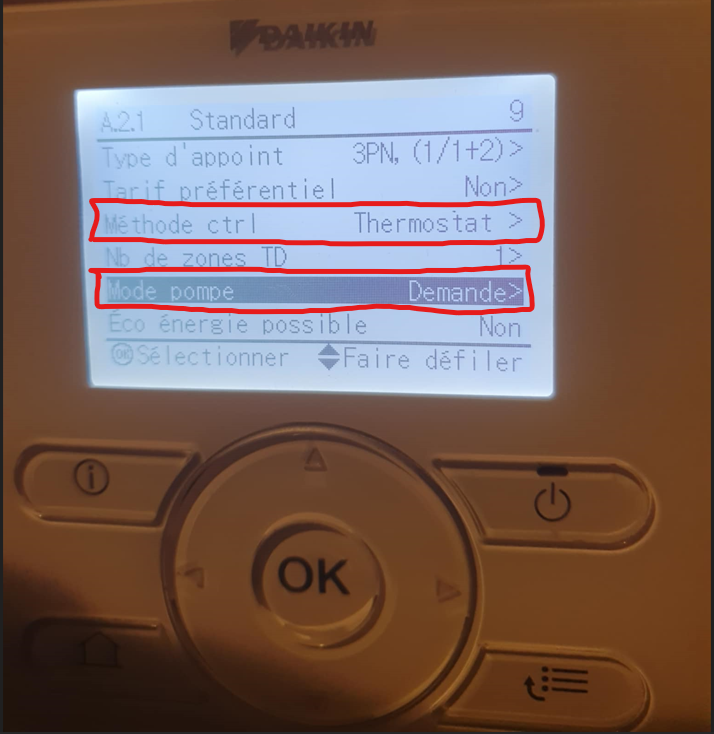 DAIKIN
A.2.1 Standard 9
Type d'appoint 3PN, (1/1+2)>
Tarif préférentiel Non>
Méthode ctrl Thermostat >
Nb de zones TD 1>
Mode pompe Demande>
Éco énergie possible Non
OK Sélectionner Faire défiler
OK